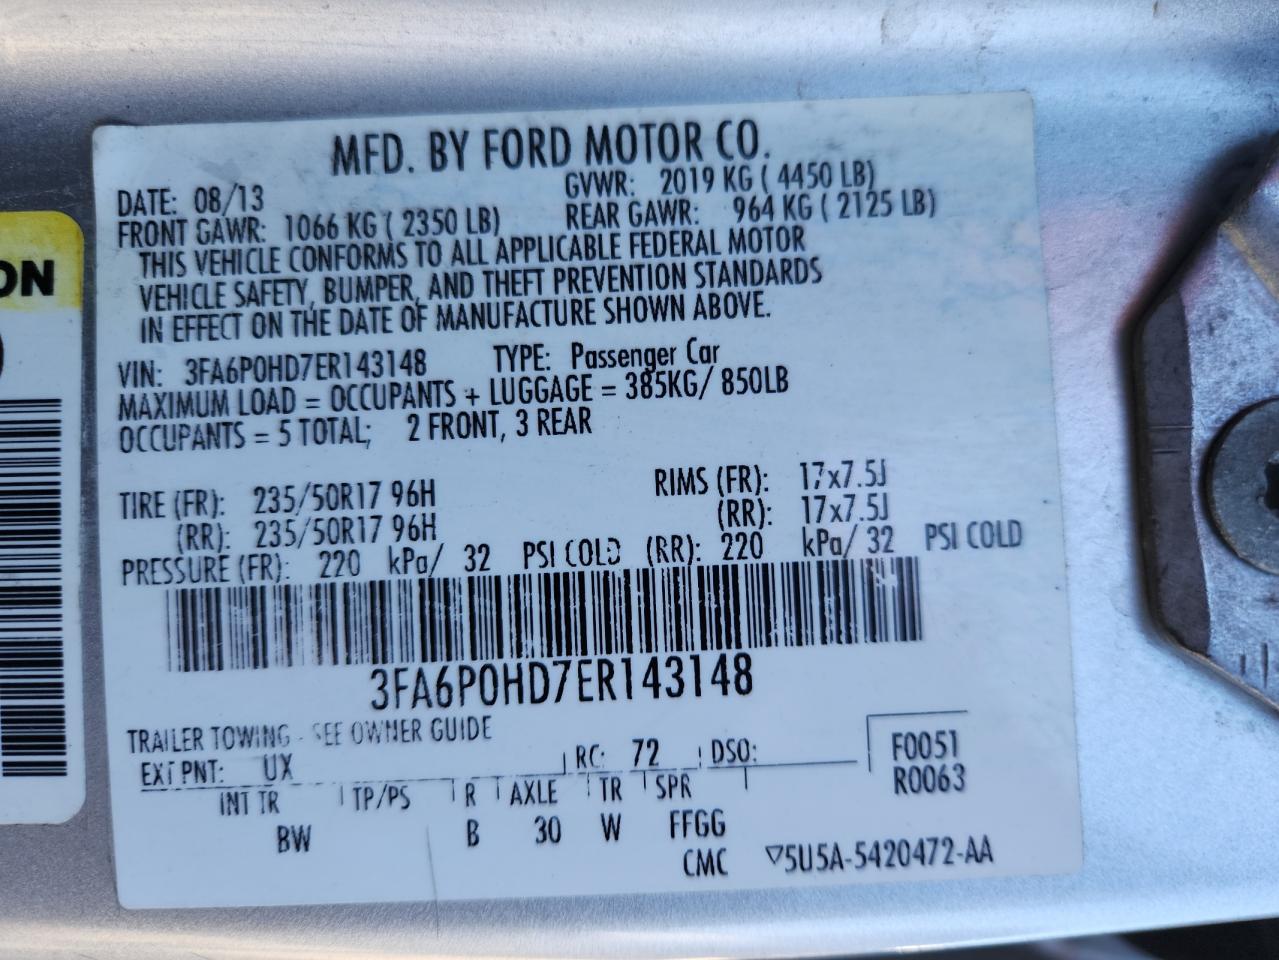 MFD. BY FORD MOTOR CO.
DATE: 08/13 GVWR: 2019 KG ( 4450 LB)
FRONT GAWR: 1066 KG ( 2350 LB) REAR GAWR: 964 KG ( 2125 LB)
THIS VEHICLE CONFORMS TO ALL APPLICABLE FEDERAL MOTOR
VEHICLE SAFETY, BUMPER, AND THEFT PREVENTION STANDARDS
IN EFFECT ON THE DATE OF MANUFACTURE SHOWN ABOVE.
VIN: 3FA6P0HD7ER143148 TYPE: Passenger Car
MAXIMUM LOAD = OCCUPANTS + LUGGAGE = 385KG/ 850LB
OCCUPANTS = 5 TOTAL; 2 FRONT, 3 REAR
TIRE (FR): 235/50R17 96H RIMS (FR): 17x7.5J
(RR): 235/50R17 96H (RR): 17x7.5J
PRESSURE (FR): 220 kPa/ 32 PSI COLD (RR): 220 kPa/ 32 PSI COLD
3FA6P0HD7ER143148
TRAILER TOWING - SEE OWNER GUIDE
EXT PNT: UX RC: 72 DSO: F0051
R0063
INT TR TP/PS R AXLE TR SPR
BW B 30 W FFGG
CMC ▽5U5A-5420472-AA
ON